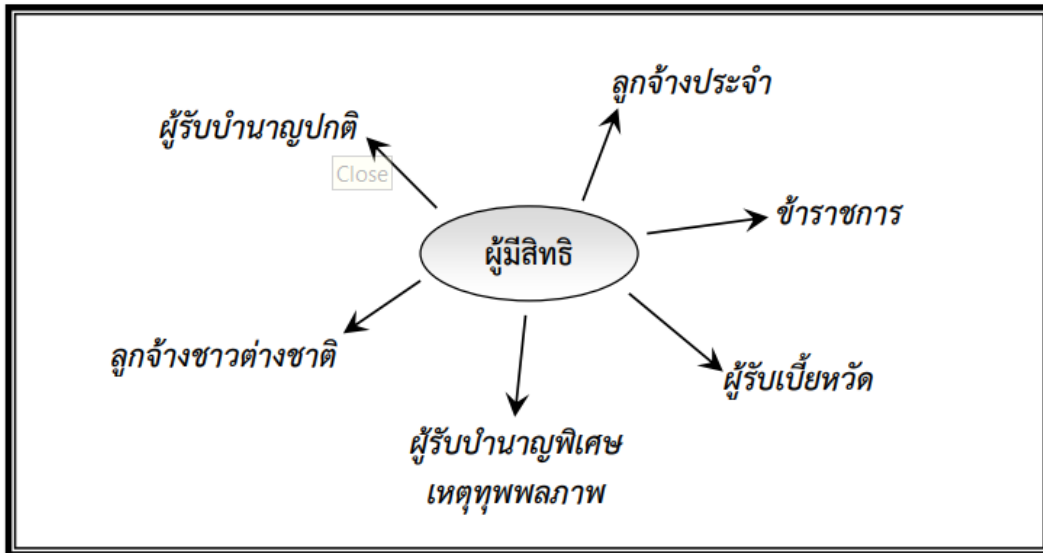 ลูกจ้างประจำ
ผู้รับบำนาญปกติ
Close
ข้าราชการ
ผู้มีสิทธิ
ลูกจ้างชาวต่างชาติ
ผู้รับเบี้ยหวัด
ผู้รับบำนาญพิเศษ
เหตุทุพพลภาพ